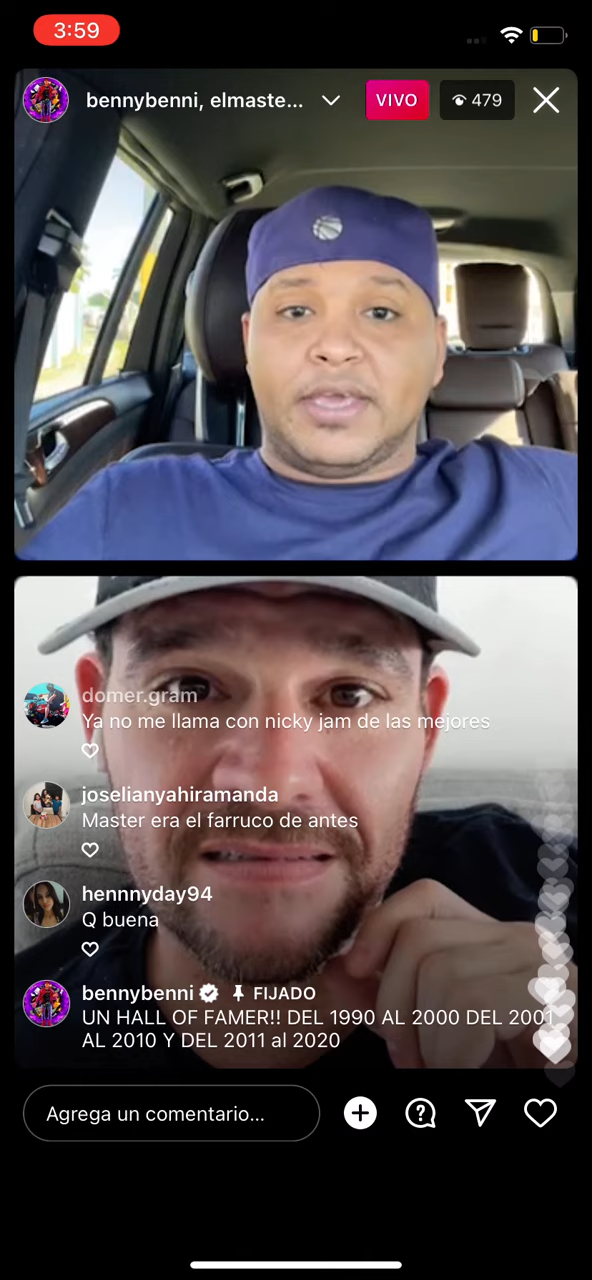 3:59
bennybenni, elmaste...
VIVO
479
domer.gram
Ya no me llama con nicky jam de las mejores
joselianyahiramanda
Master era el farruco de antes
hennnyday94
Q buena
bennybenni FIJADO
UN HALL OF FAMER!! DEL 1990 AL 2000 DEL 2001
AL 2010 Y DEL 2011 al 2020
Agrega un comentario...